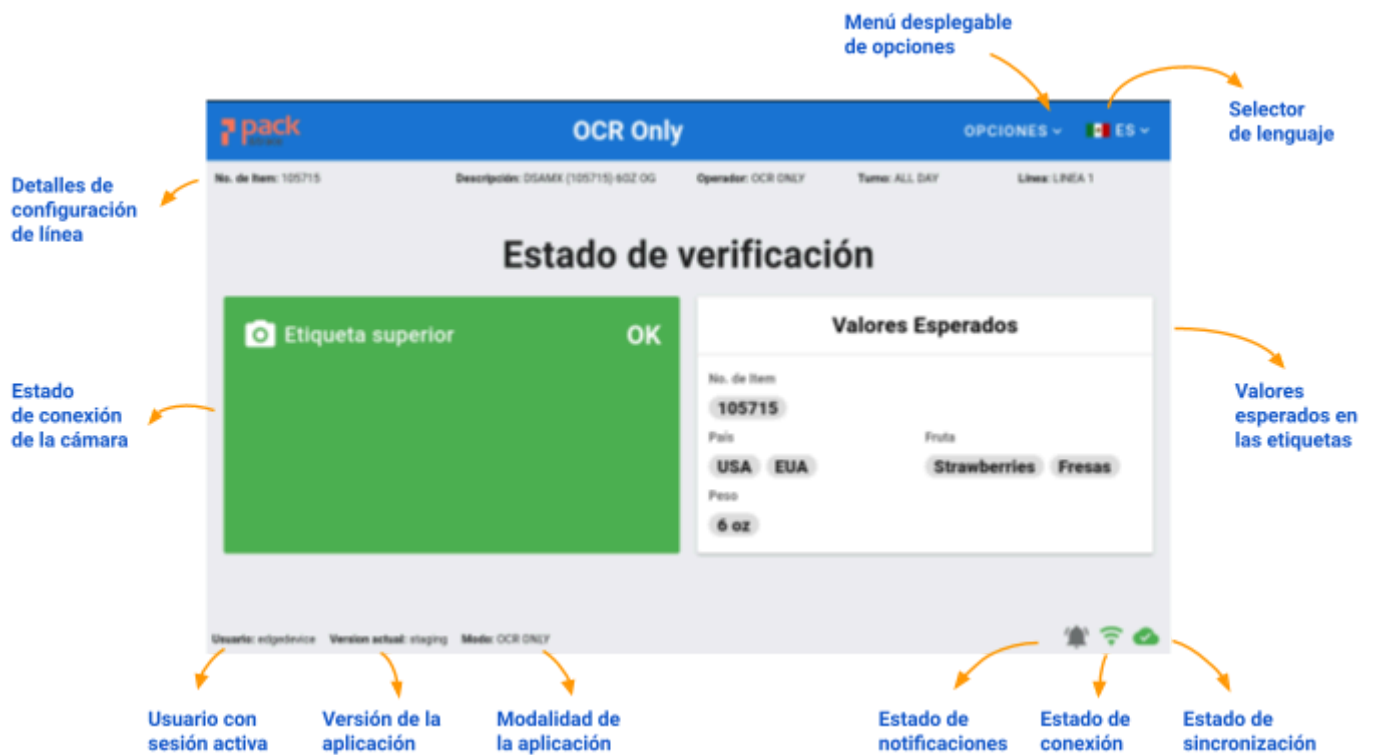 Menú desplegable
de opciones
Selector
de lenguaje
pack
OCR Only
OPCIONES
ES
Detalles de
configuración
de línea
No. de Item: 105715
Descripción: DSAMX (105715) 6OZ OG
Operador: OCR ONLY
Turno: ALL DAY
Línea: LINEA 1
Estado de verificación
Etiqueta superior
OK
Valores Esperados
No. de Item
105715
País
Fruta
USA EUA
Strawberries Fresas
Peso
6 oz
Estado
de conexión
de la cámara
Valores
esperados en
las etiquetas
Usuario: edgedevice Version actual: staging Modo: OCR ONLY
Usuario con
sesión activa
Versión de la
aplicación
Modalidad de
la aplicación
Estado de
notificaciones
Estado de
conexión
Estado de
sincronización